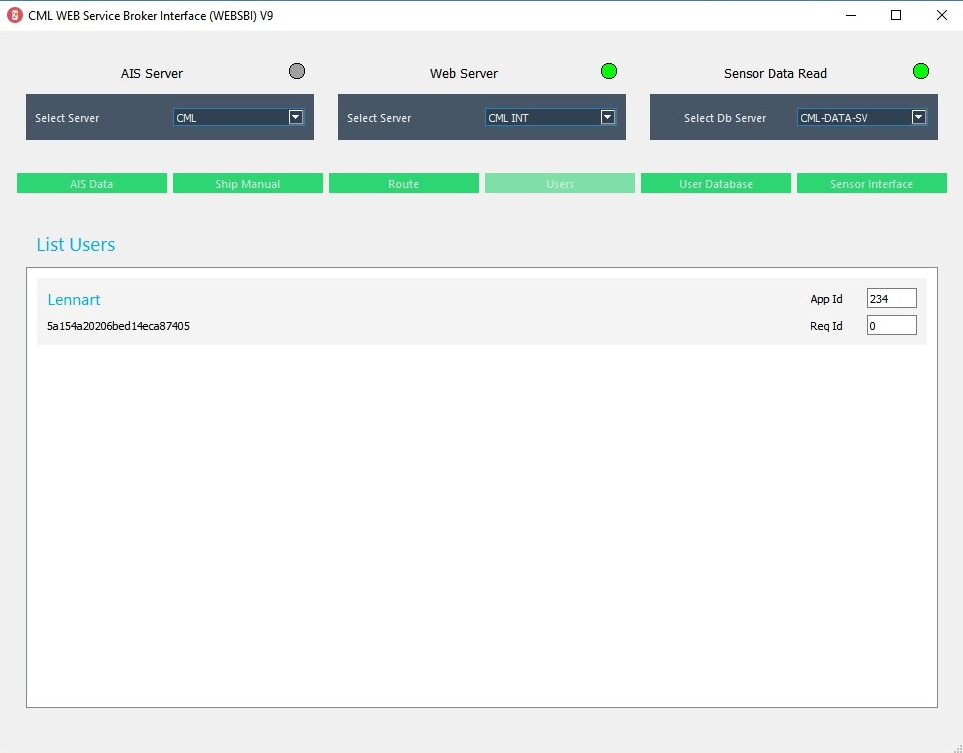 CML WEB Service Broker Interface (WEBSBI) V9
AIS Server
Web Server
Sensor Data Read
Select Server
CML
Select Server
CML INT
Select Db Server
CML-DATA-SV
AIS Data
Ship Manual
Route
Users
User Database
Sensor Interface
List Users
Lennart
App Id
234
5a154a20206bed14eca87405
Req Id
0